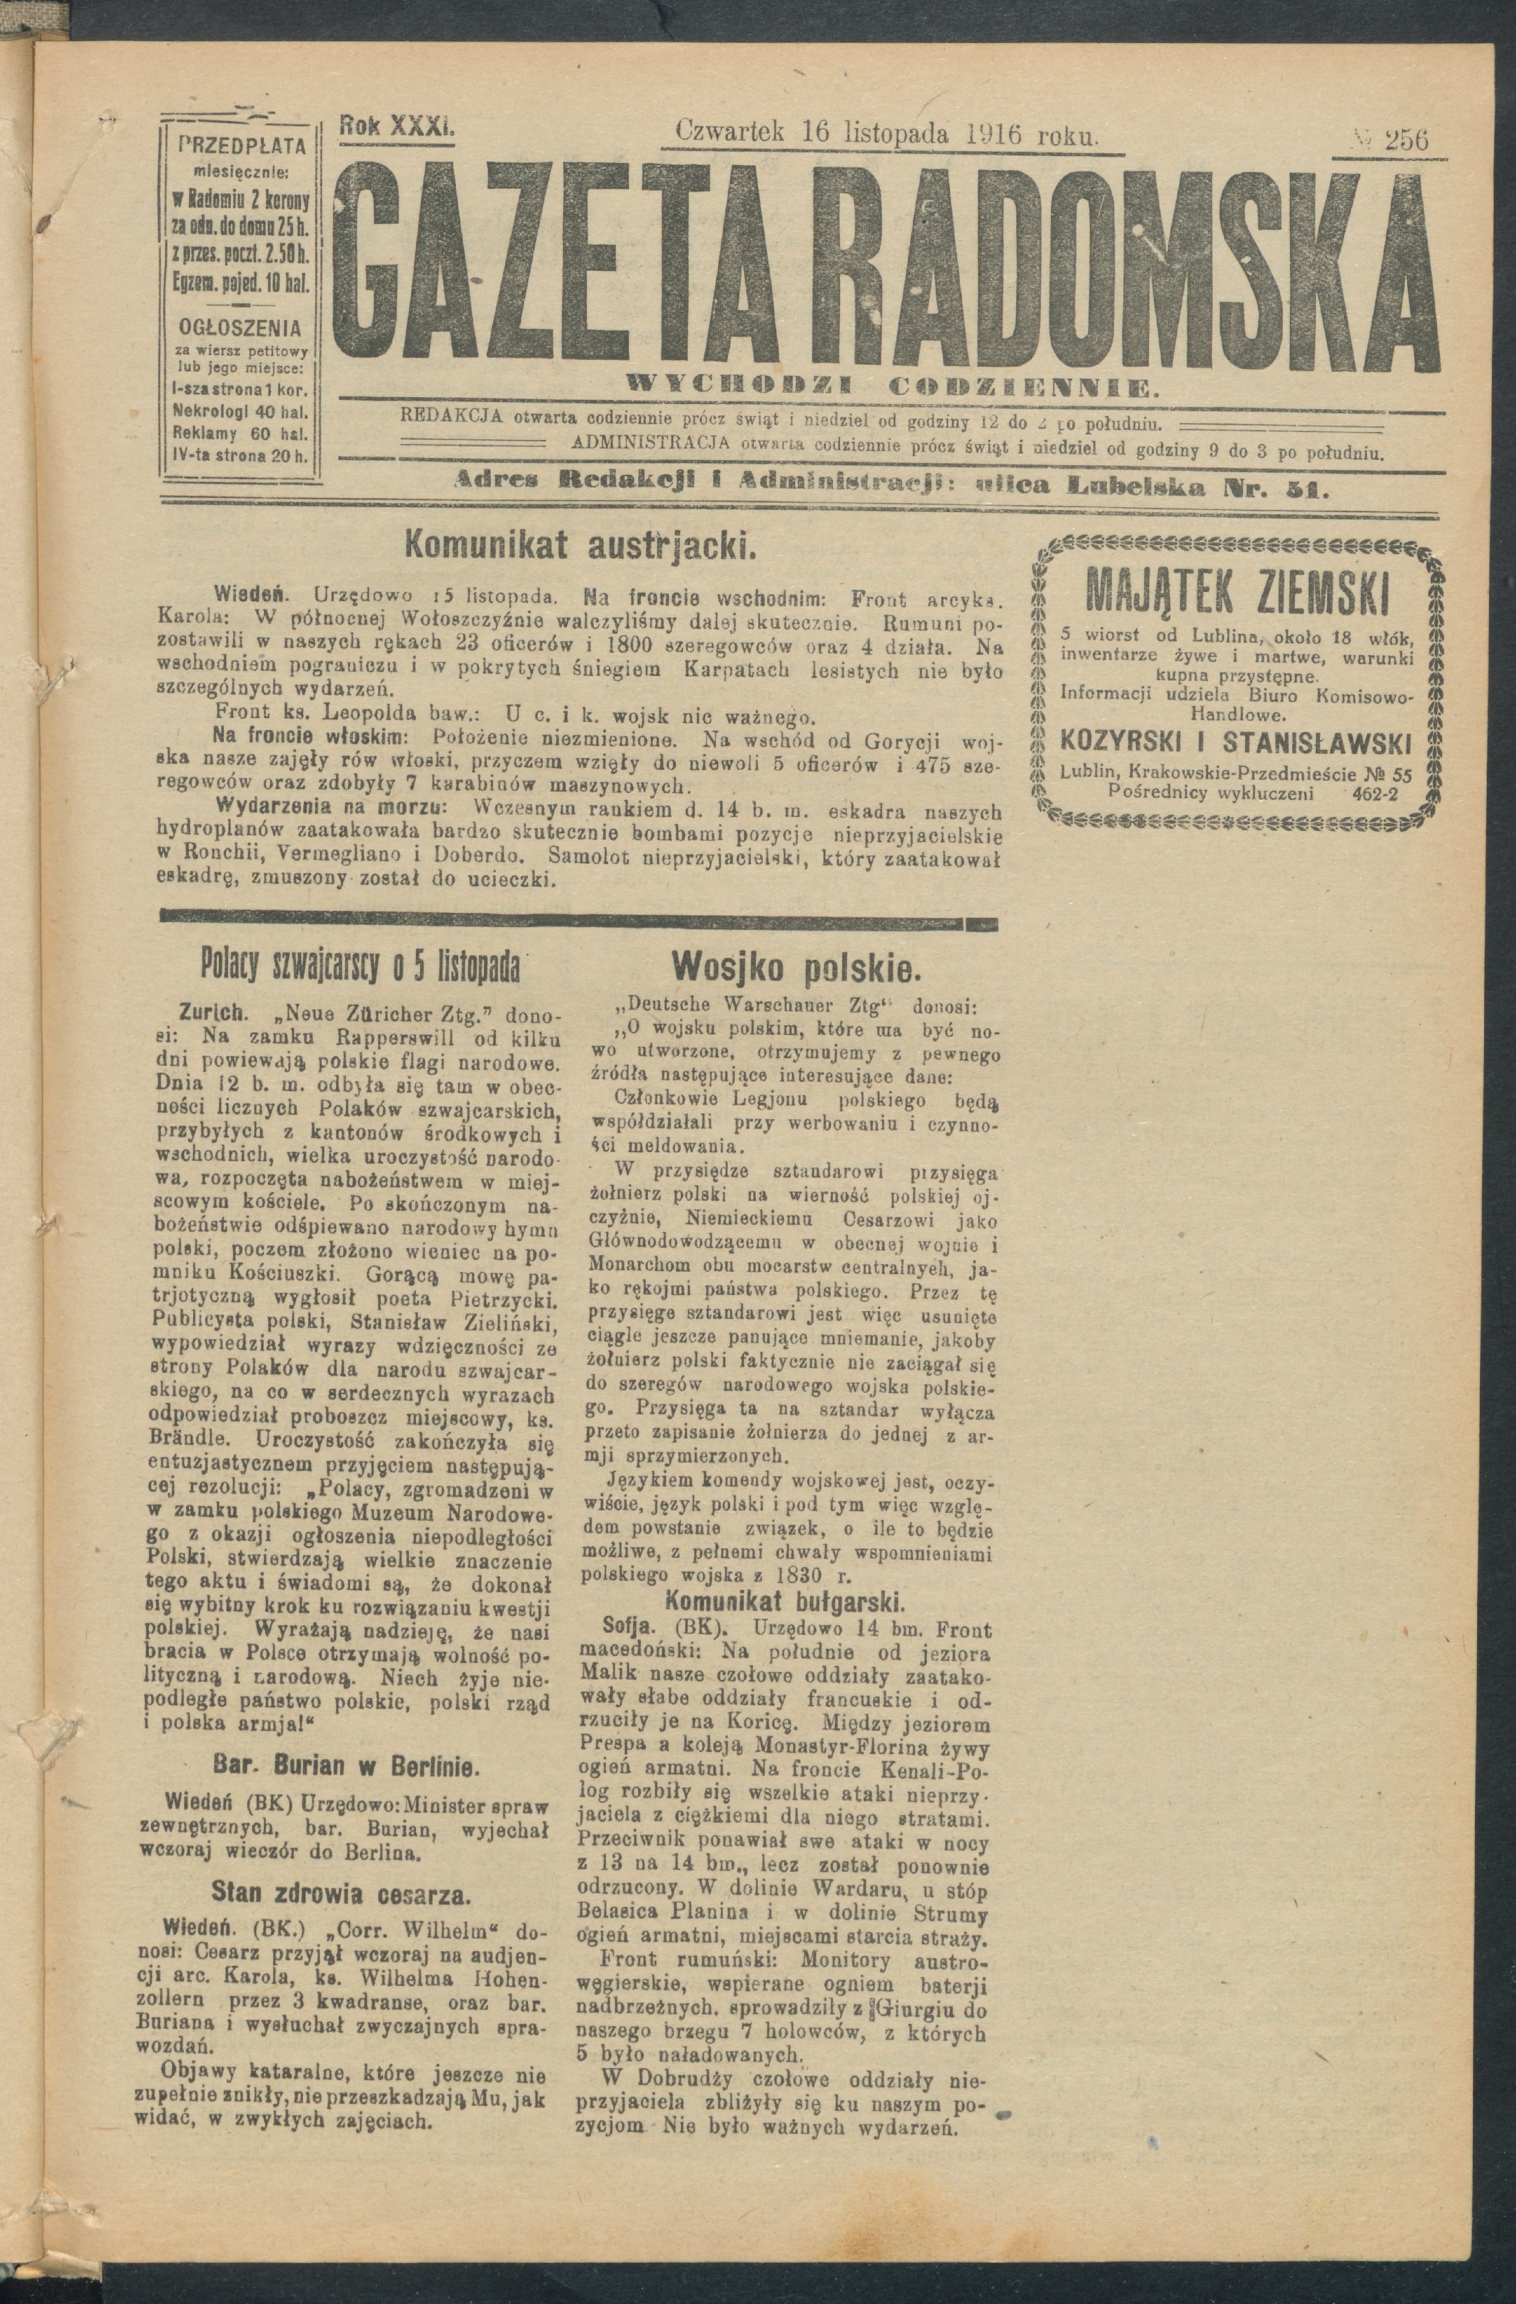 PRZEDPŁATA
miesięcznie:
w Radomiu 2 korony
za odn. do domu 25 h.
z przes. poczt. 2.50 h.
Egzem. pojed. 10 hal.
OGŁOSZENIA
za wiersz petitowy
lub jego miejsce:
I-sza strona 1 kor.
Nekrologi 40 hal.
Reklamy 60 hal.
IV-ta strona 20 h.
Rok XXXI.
Czwartek 16 listopada 1916 roku.
№ 256
GAZETA RADOMSKA
WYCHODZI CODZIENNIE.
REDAKCJA otwarta codziennie prócz świąt i niedziel od godziny 12 do 2 po południu.
ADMINISTRACJA otwarta codziennie prócz świąt i niedziel od godziny 9 do 3 po południu.
Adres Redakcji i Administracji: ulica Lubelska Nr. 51.
Komunikat austrjacki.
Wiedeń. Urzędowo 15 listopada. Na froncie wschodnim: Front arcyks.
Karola: W północnej Wołoszczyźnie walczyliśmy dalej skutecznie. Rumuni po-
zostawili w naszych rękach 23 oficerów i 1800 szeregowców oraz 4 działa. Na
wschodniem pograniczu i w pokrytych śniegiem Karpatach lesistych nie było
szczególnych wydarzeń.
Front ks. Leopolda baw.: U c. i k. wojsk nic ważnego.
Na froncie włoskim: Położenie niezmienione. Na wschód od Gorycji woj-
ska nasze zajęły rów włoski, przyczem wzięły do niewoli 5 oficerów i 475 sze-
regowców oraz zdobyły 7 karabinów maszynowych.
Wydarzenia na morzu: Wczesnym rankiem d. 14 b. m. eskadra naszych
hydroplanów zaatakowała bardzo skutecznie bombami pozycje nieprzyjacielskie
w Ronchii, Vermegliano i Doberdo. Samolot nieprzyjacielski, który zaatakował
eskadrę, zmuszony został do ucieczki.
MAJĄTEK ZIEMSKI
5 wiorst od Lublina, około 18 włók,
inwentarze żywe i martwe, warunki
kupna przystępne.
Informacji udziela Biuro Komisowo-
Handlowe.
KOZYRSKI I STANISŁAWSKI
Lublin, Krakowskie-Przedmieście № 55
Pośrednicy wykluczeni 462-2
Polacy szwajcarscy o 5 listopada
Zurich. „Neue Züricher Ztg.” dono-
si: Na zamku Rapperswill od kilku
dni powiewają polskie flagi narodowe.
Dnia 12 b. m. odbyła się tam w obec-
ności licznych Polaków szwajcarskich,
przybyłych z kantonów środkowych i
wschodnich, wielka uroczystość narodo-
wa, rozpoczęta nabożeństwem w miej-
scowym kościele. Po skończonym na-
bożeństwie odśpiewano narodowy hymn
polski, poczem złożono wieniec na po-
mniku Kościuszki. Gorącą mowę pa-
trjotyczną wygłosił poeta Pietrzycki.
Publicysta polski, Stanisław Zieliński,
wypowiedział wyrazy wdzięczności ze
strony Polaków dla narodu szwajcar-
skiego, na co w serdecznych wyrazach
odpowiedział proboszcz miejscowy, ks.
Brändle. Uroczystość zakończyła się
entuzjastycznem przyjęciem następują-
cej rezolucji: „Polacy, zgromadzeni w
w zamku polskiego Muzeum Narodowe-
go z okazji ogłoszenia niepodległości
Polski, stwierdzają wielkie znaczenie
tego aktu i świadomi są, że dokonał
się wybitny krok ku rozwiązaniu kwestji
polskiej. Wyrażają nadzieję, że nasi
bracia w Polsce otrzymają wolność po-
lityczną i narodową. Niech żyje nie-
podległe państwo polskie, polski rząd
i polska armja!“
Bar. Burian w Berlinie.
Wiedeń (BK) Urzędowo: Minister spraw
zewnętrznych, bar. Burian, wyjechał
wczoraj wieczór do Berlina.
Stan zdrowia cesarza.
Wiedeń. (BK.) „Corr. Wilhelm“ do-
nosi: Cesarz przyjął wczoraj na audjen-
cji arc. Karola, ks. Wilhelma Hohen-
zollern przez 3 kwadranse, oraz bar.
Buriana i wysłuchał zwyczajnych spra-
wozdań.
Objawy kataralne, które jeszcze nie
zupełnie znikły, nie przeszkadzają Mu, jak
widać, w zwykłych zajęciach.
Wosjko polskie.
„Deutsche Warschauer Ztg“ donosi:
„O wojsku polskim, które ma być no-
wo utworzone, otrzymujemy z pewnego
źródła następujące interesujące dane:
Członkowie Legjonu polskiego będą
współdziałali przy werbowaniu i czynno-
ści meldowania.
W przysiędze sztandarowi przysięga
żołnierz polski na wierność polskiej oj-
czyźnie, Niemieckiemu Cesarzowi jako
Głównodowodzącemu w obecnej wojnie i
Monarchom obu mocarstw centralnych, ja-
ko rękojmi państwa polskiego. Przez tę
przysięgę sztandarowi jest więc usunięte
ciągle jeszcze panujące mniemanie, jakoby
żołnierz polski faktycznie nie zaciągał się
do szeregów narodowego wojska polskie-
go. Przysięga ta na sztandar wyłącza
przeto zapisanie żołnierza do jednej z ar-
mji sprzymierzonych.
Językiem komendy wojskowej jest, oczy-
wiście, język polski i pod tym więc wzglę-
dem powstanie związek, o ile to będzie
możliwe, z pełnemi chwały wspomnieniami
polskiego wojska z 1830 r.
Komunikat bułgarski.
Sofja. (BK). Urzędowo 14 bm. Front
macedoński: Na południe od jeziora
Malik nasze czołowe oddziały zaatako-
wały słabe oddziały francuskie i od-
rzuciły je na Koricę. Między jeziorem
Prespa a koleją Monastyr-Florina żywy
ogień armatni. Na froncie Kenali-Po-
log rozbiły się wszelkie ataki nieprzy-
jaciela z ciężkiemi dla niego stratami.
Przeciwnik ponawiał swe ataki w nocy
z 13 na 14 bm., lecz został ponownie
odrzucony. W dolinie Wardaru, u stóp
Belasica Planina i w dolinie Strumy
ogień armatni, miejscami starcia straży.
Front rumuński: Monitory austro-
węgierskie, wspierane ogniem baterji
nadbrzeżnych, sprowadziły z Giurgiu do
naszego brzegu 7 holowców, z których
5 było naładowanych.
W Dobrudży czołowe oddziały nie-
przyjaciela zbliżyły się ku naszym po-
zycjom Nie było ważnych wydarzeń.